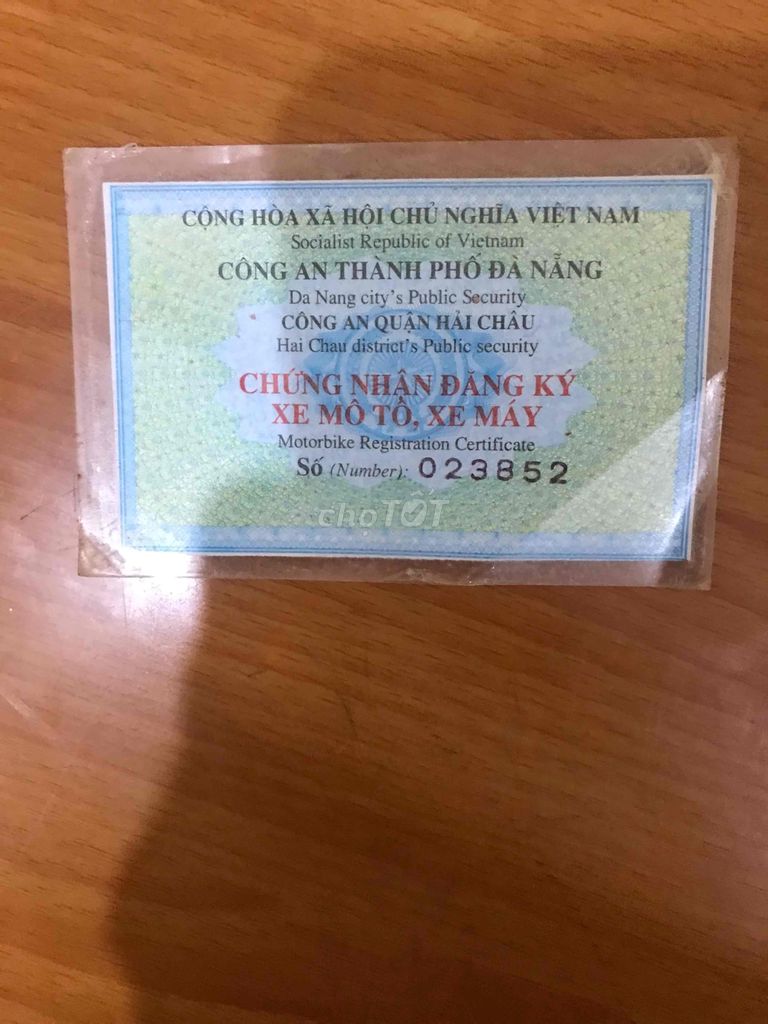 CỘNG HÒA XÃ HỘI CHỦ NGHĨA VIỆT NAM
Socialist Republic of Vietnam
CÔNG AN THÀNH PHỐ ĐÀ NẴNG
Da Nang city's Public Security
CÔNG AN QUẬN HẢI CHÂU
Hai Chau district's Public security
CHỨNG NHẬN ĐĂNG KÝ
XE MÔ TÔ, XE MÁY
Motorbike Registration Certificate
Số (Number): 023852
choTỐT